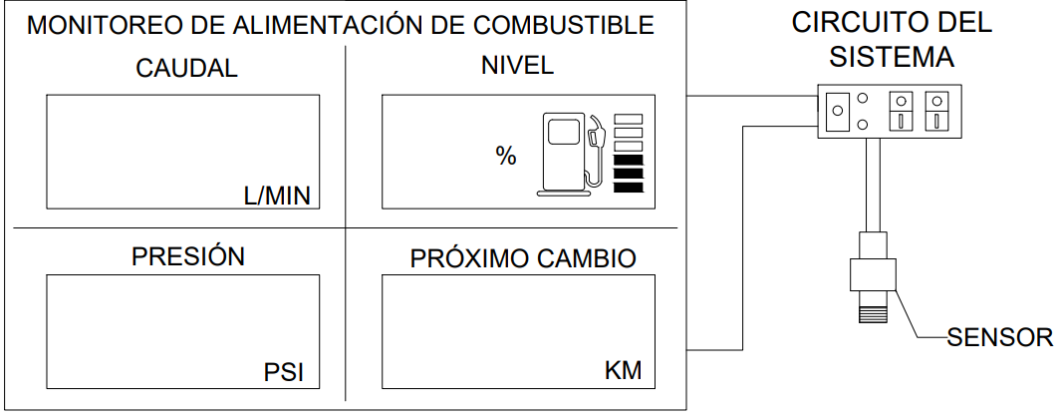 MONITOREO DE ALIMENTACIÓN DE COMBUSTIBLE
CAUDAL
L/MIN
NIVEL
%
PRESIÓN
PSI
PRÓXIMO CAMBIO
KM
CIRCUITO DEL
SISTEMA
SENSOR